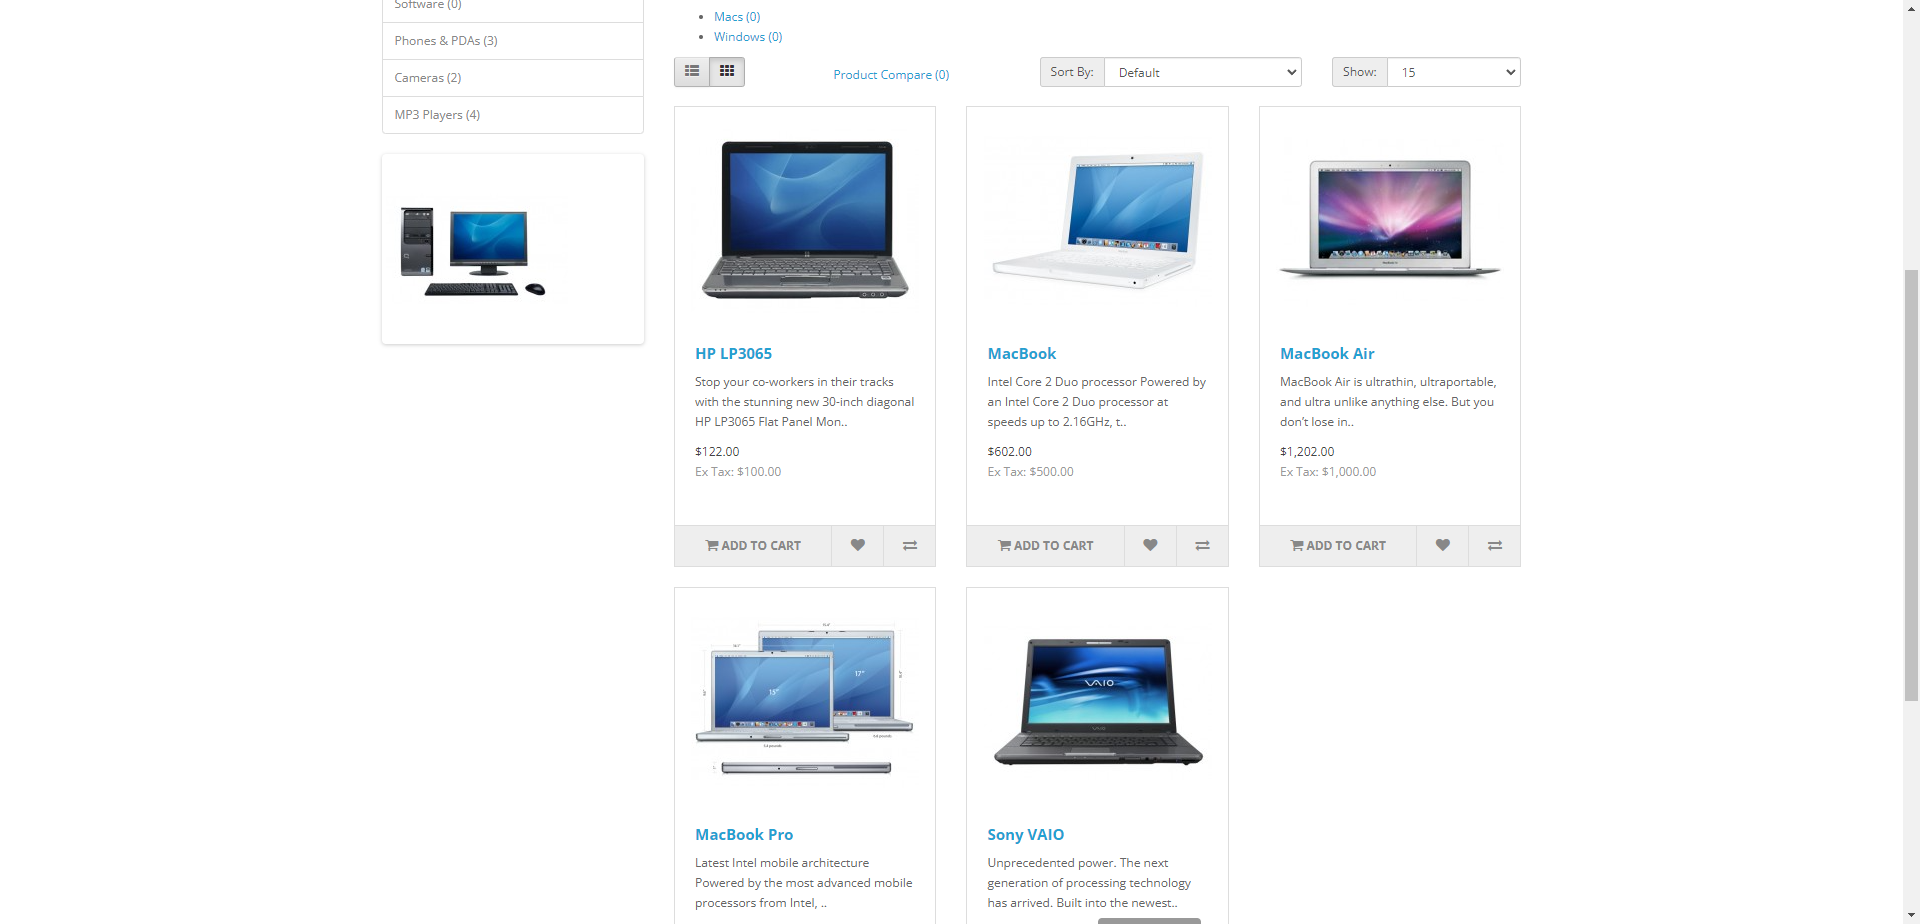 Software (0)
Phones & PDAs (3)
Cameras (2)
MP3 Players (4)
Macs (0)
Windows (0)
Product Compare (0)
Sort By:
Default
Show:
15
HP LP3065
Stop your co-workers in their tracks
with the stunning new 30-inch diagonal
HP LP3065 Flat Panel Mon..
$122.00
Ex Tax: $100.00
ADD TO CART
MacBook
Intel Core 2 Duo processor Powered by
an Intel Core 2 Duo processor at
speeds up to 2.16GHz, t..
$602.00
Ex Tax: $500.00
ADD TO CART
MacBook Air
MacBook Air is ultrathin, ultraportable,
and ultra unlike anything else. But you
don't lose in..
$1,202.00
Ex Tax: $1,000.00
ADD TO CART
15"
17"
MacBook Pro
Latest Intel mobile architecture
Powered by the most advanced mobile
processors from Intel, ..
VAIO
Sony VAIO
Unprecedented power. The next
generation of processing technology
has arrived. Built into the newest..